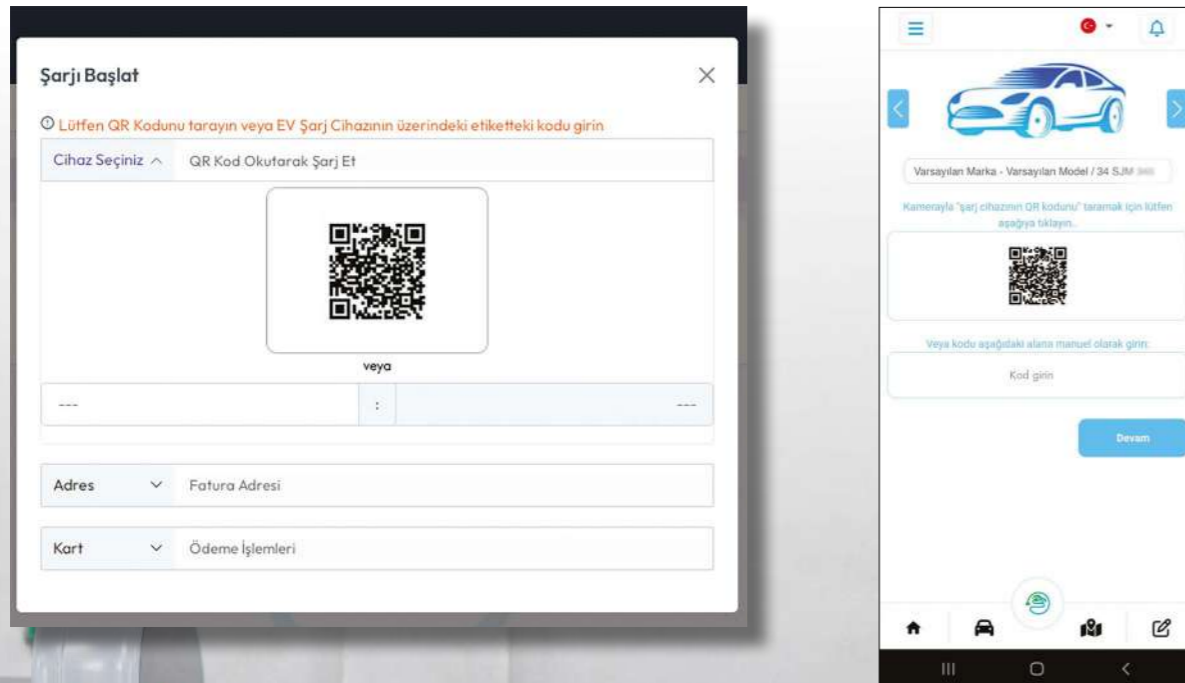 Şarjı Başlat
Lütfen QR Kodunu tarayın veya EV Şarj Cihazının üzerindeki etiketteki kodu girin
Cihaz Seçiniz
QR Kod Okutarak Şarj Et
veya
---
:
---
Adres
Fatura Adresi
Kart
Ödeme İşlemleri
Varsayılan Marka - Varsayılan Model / 34 SJM
Kamerayla "şarj cihazının QR kodunu" taramak için lütfen
aşağıya tıklayın..
Veya kodu aşağıdaki alana manuel olarak girin:
Kod girin
Devam